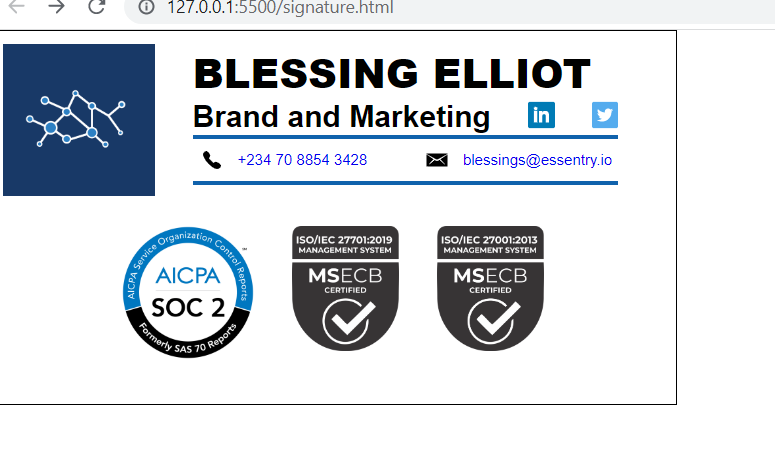 127.0.0.1:5500/signature.html
BLESSING ELLIOT
Brand and Marketing
in
+234 70 8854 3428
blessings@essentry.io
AICPA Service Organization Control Reports
℠
AICPA
SOC 2
Formerly SAS 70 Reports
ISO/IEC 27701:2019
MANAGEMENT SYSTEM
MSECB
CERTIFIED
ISO/IEC 27001:2013
MANAGEMENT SYSTEM
MSECB
CERTIFIED